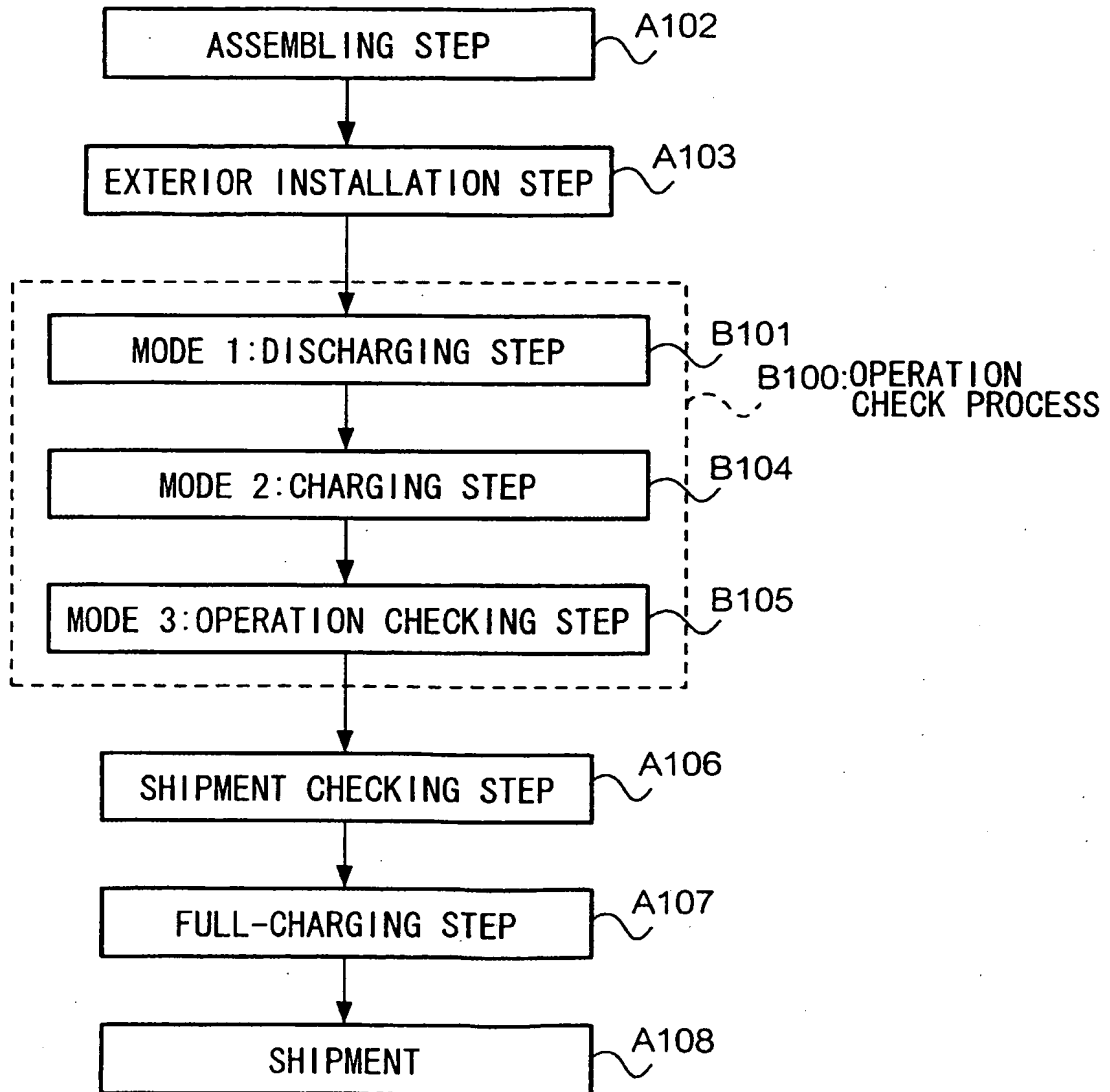 ASSEMBLING STEP
A102
EXTERIOR INSTALLATION STEP
A103
MODE 1:DISCHARGING STEP
B101
B100:OPERATION
CHECK PROCESS
MODE 2:CHARGING STEP
B104
MODE 3:OPERATION CHECKING STEP
B105
SHIPMENT CHECKING STEP
A106
FULL-CHARGING STEP
A107
SHIPMENT
A108